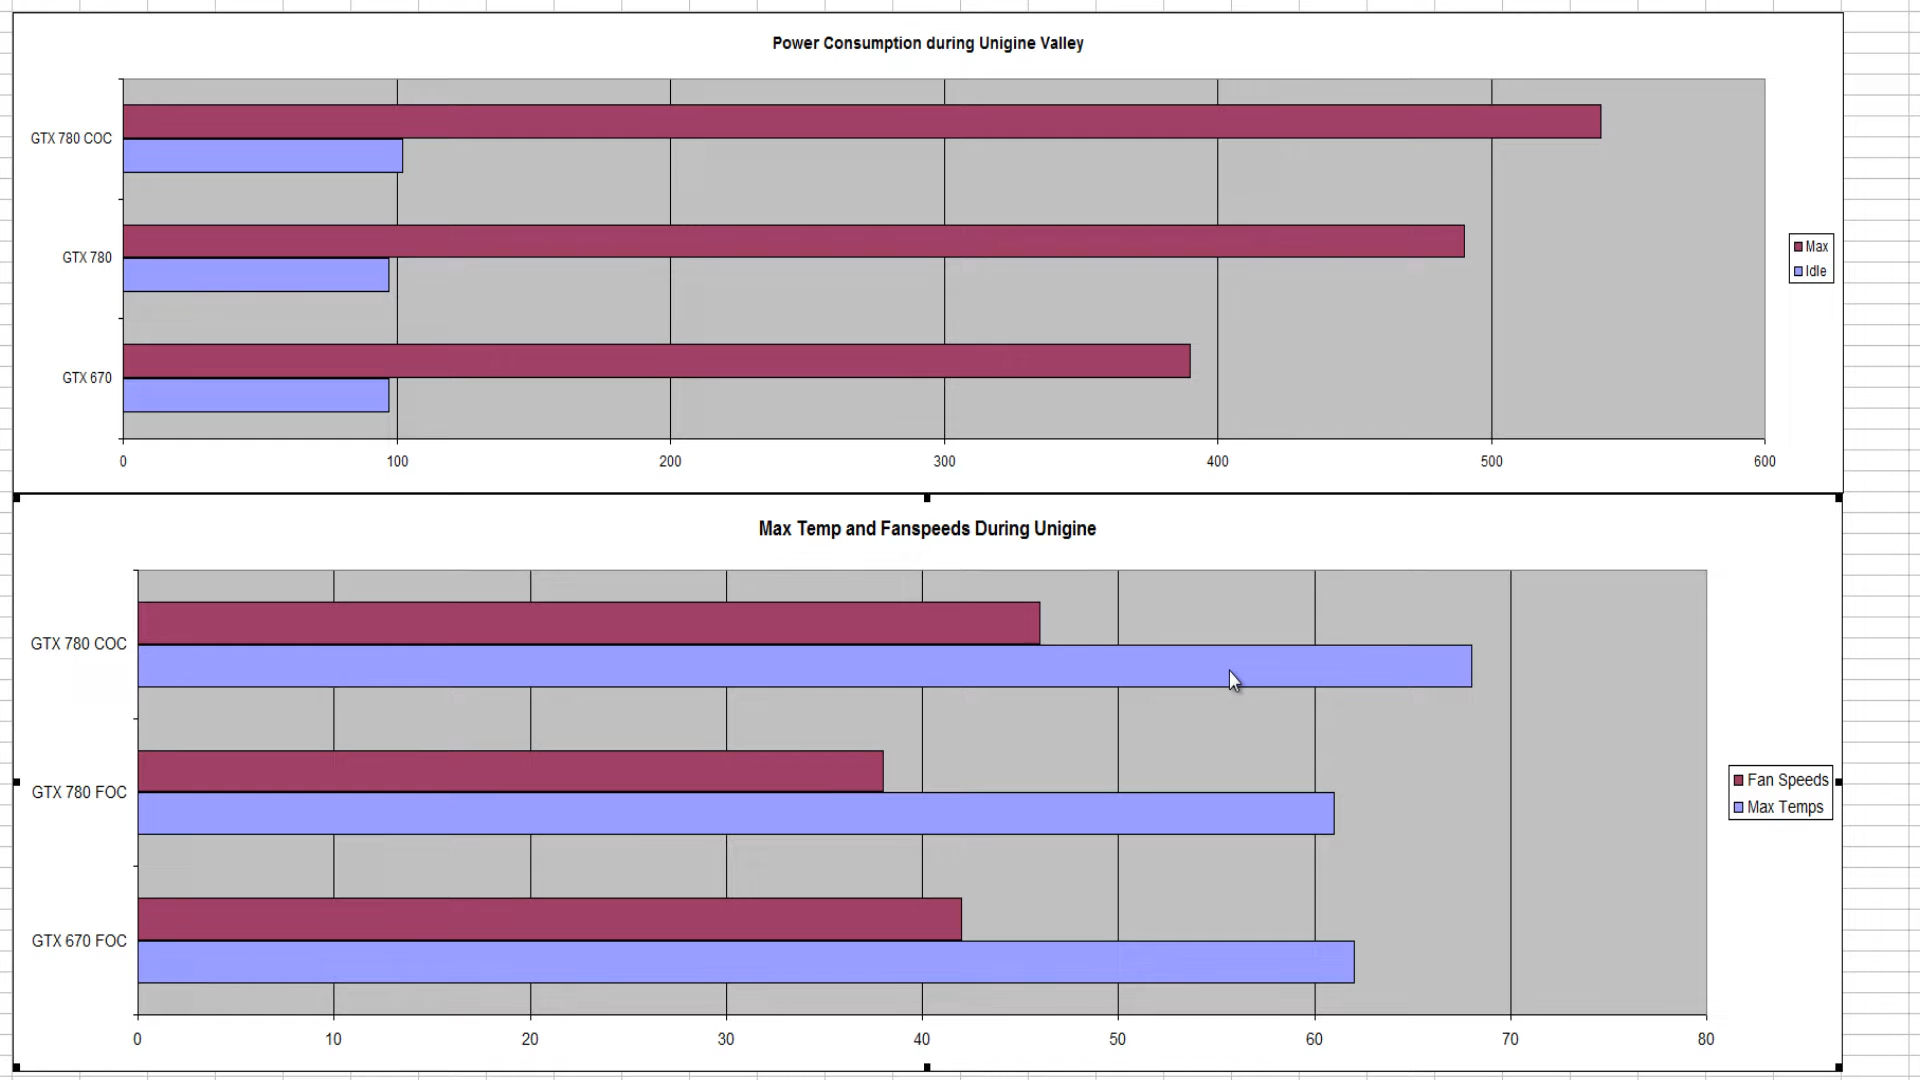 Power Consumption during Unigine Valley
GTX 780 COC
GTX 780
GTX 670
0 100 200 300 400 500 600
Max
Idle
Max Temp and Fanspeeds During Unigine
GTX 780 COC
GTX 780 FOC
GTX 670 FOC
0 10 20 30 40 50 60 70 80
Fan Speeds
Max Temps